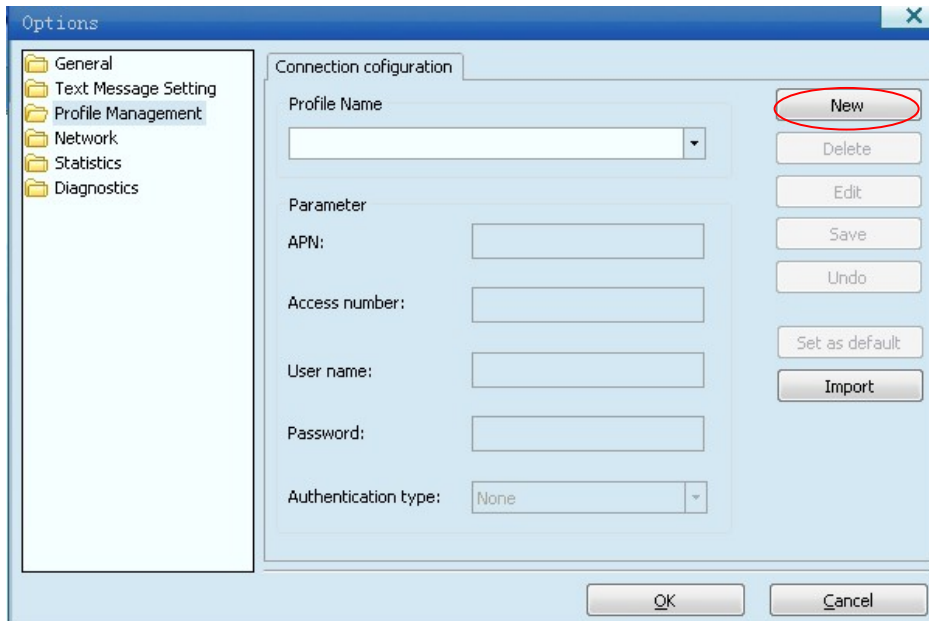 Options
General
Text Message Setting
Profile Management
Network
Statistics
Diagnostics
Connection cofiguration
Profile Name
Parameter
APN:
Access number:
User name:
Password:
Authentication type: None
New
Delete
Edit
Save
Undo
Set as default
Import
OK
Cancel